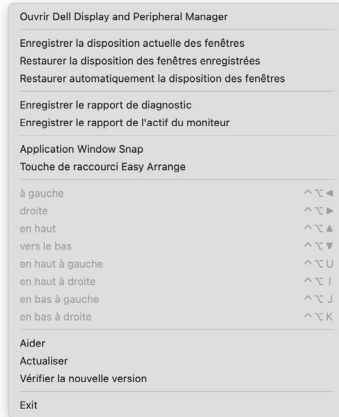 Ouvrir Dell Display and Peripheral Manager
Enregistrer la disposition actuelle des fenêtres
Restaurer la disposition des fenêtres enregistrées
Restaurer automatiquement la disposition des fenêtres
Enregistrer le rapport de diagnostic
Enregistrer le rapport de l'actif du moniteur
Application Window Snap
Touche de raccourci Easy Arrange
à gauche ^⌥◀
droite ^⌥▶
en haut ^⌥▲
vers le bas ^⌥▼
en haut à gauche ^⌥U
en haut à droite ^⌥I
en bas à gauche ^⌥J
en bas à droite ^⌥K
Aider
Actualiser
Vérifier la nouvelle version
Exit